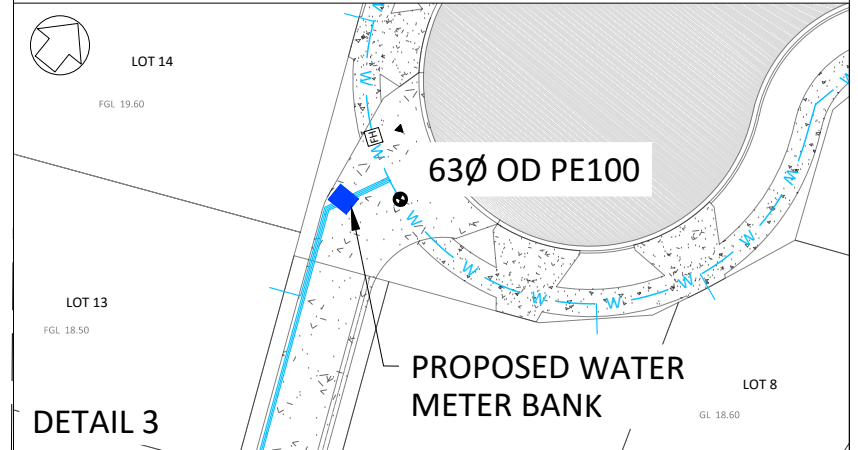 LOT 14
FGL 19.60
FH
W
W
W
W
63Ø OD PE100
W
W
W
W
W
W
W
LOT 13
FGL 18.50
PROPOSED WATER
METER BANK
LOT 8
GL 18.60
DETAIL 3